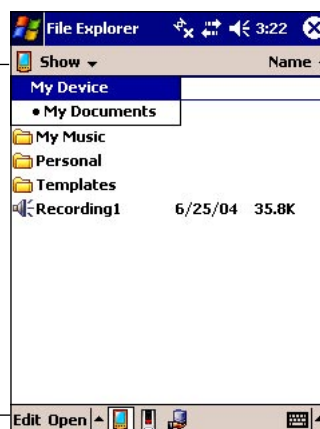 File Explorer 3:22
Show Name
My Device
• My Documents
My Music
Personal
Templates
Recording1 6/25/04 35.8K
Edit Open